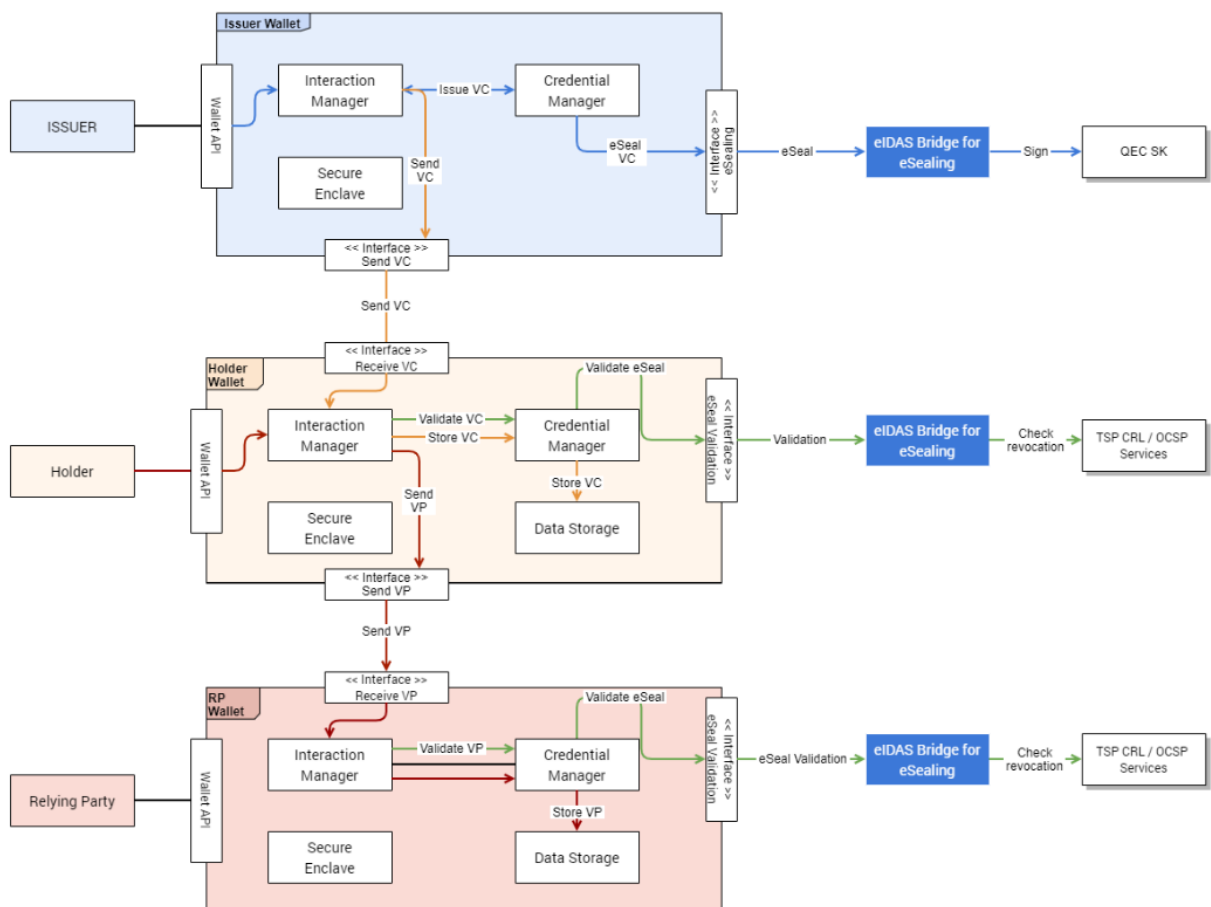 Issuer Wallet
ISSUER
Wallet API
Interaction
Manager
Issue VC
Credential
Manager
Send
VC
eSeal
VC
Secure
Enclave
<< Interface >>
eSealing
eSeal
eIDAS Bridge for
eSealing
Sign
QEC SK
<< Interface >>
Send VC
Send VC
<< Interface >>
Receive VC
Holder
Wallet
Holder
Wallet API
Interaction
Manager
Validate VC
Store VC
Credential
Manager
Validate eSeal
Send
VP
Store VC
Secure
Enclave
Data Storage
<< Interface >>
eSeal Validation
Validation
eIDAS Bridge for
eSealing
Check
revocation
TSP CRL / OCSP
Services
<< Interface >>
Send VP
Send VP
<< Interface >>
Receive VP
RP
Wallet
Relying Party
Wallet API
Interaction
Manager
Validate VP
Credential
Manager
Validate eSeal
Store VP
Secure
Enclave
Data Storage
<< Interface >>
eSeal Validation
eSeal Validation
eIDAS Bridge for
eSealing
Check
revocation
TSP CRL / OCSP
Services